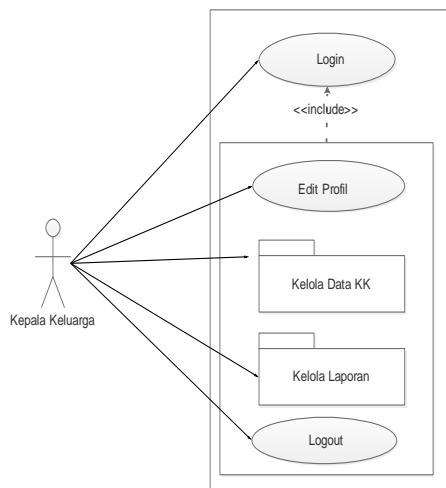 Login
<<include>>
Edit Profil
Kelola Data KK
Kepala Keluarga
Kelola Laporan
Logout